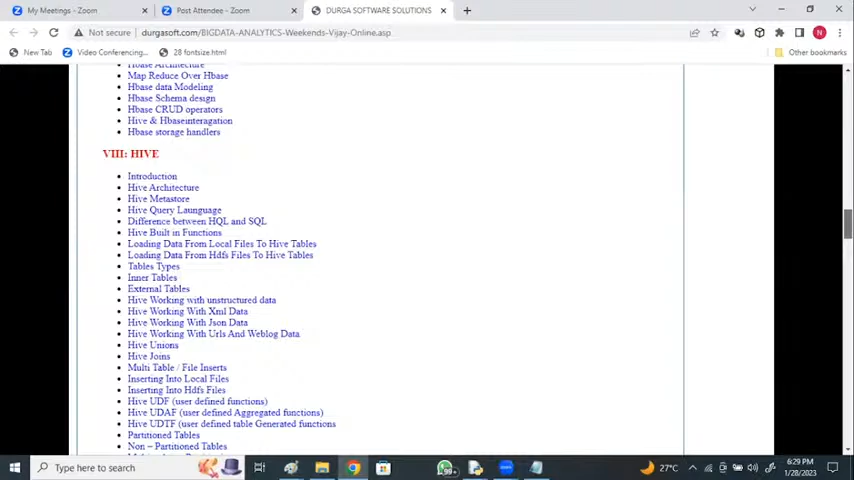 My Meetings - Zoom
Post Attendee - Zoom
DURGA SOFTWARE SOLUTIONS
Not secure
durgasoft.com/BIGDATA-ANALYTICS-Weekends-Vijay-Online.asp
N
New Tab
Video Conferencing...
28 fontsize.html
Other bookmarks
Hbase Architecture
Map Reduce Over Hbase
Hbase data Modeling
Hbase Schema design
Hbase CRUD operators
Hive & Hbaseinteragation
Hbase storage handlers
VIII: HIVE
Introduction
Hive Architecture
Hive Metastore
Hive Query Launguage
Difference between HQL and SQL
Hive Built in Functions
Loading Data From Local Files To Hive Tables
Loading Data From Hdfs Files To Hive Tables
Tables Types
Inner Tables
External Tables
Hive Working with unstructured data
Hive Working With Xml Data
Hive Working With Json Data
Hive Working With Urls And Weblog Data
Hive Unions
Hive Joins
Multi Table / File Inserts
Inserting Into Local Files
Inserting Into Hdfs Files
Hive UDF (user defined functions)
Hive UDAF (user defined Aggregated functions)
Hive UDTF (user defined table Generated functions
Partitioned Tables
Non – Partitioned Tables
Type here to search
99+
27°C
6:29 PM
1/28/2023